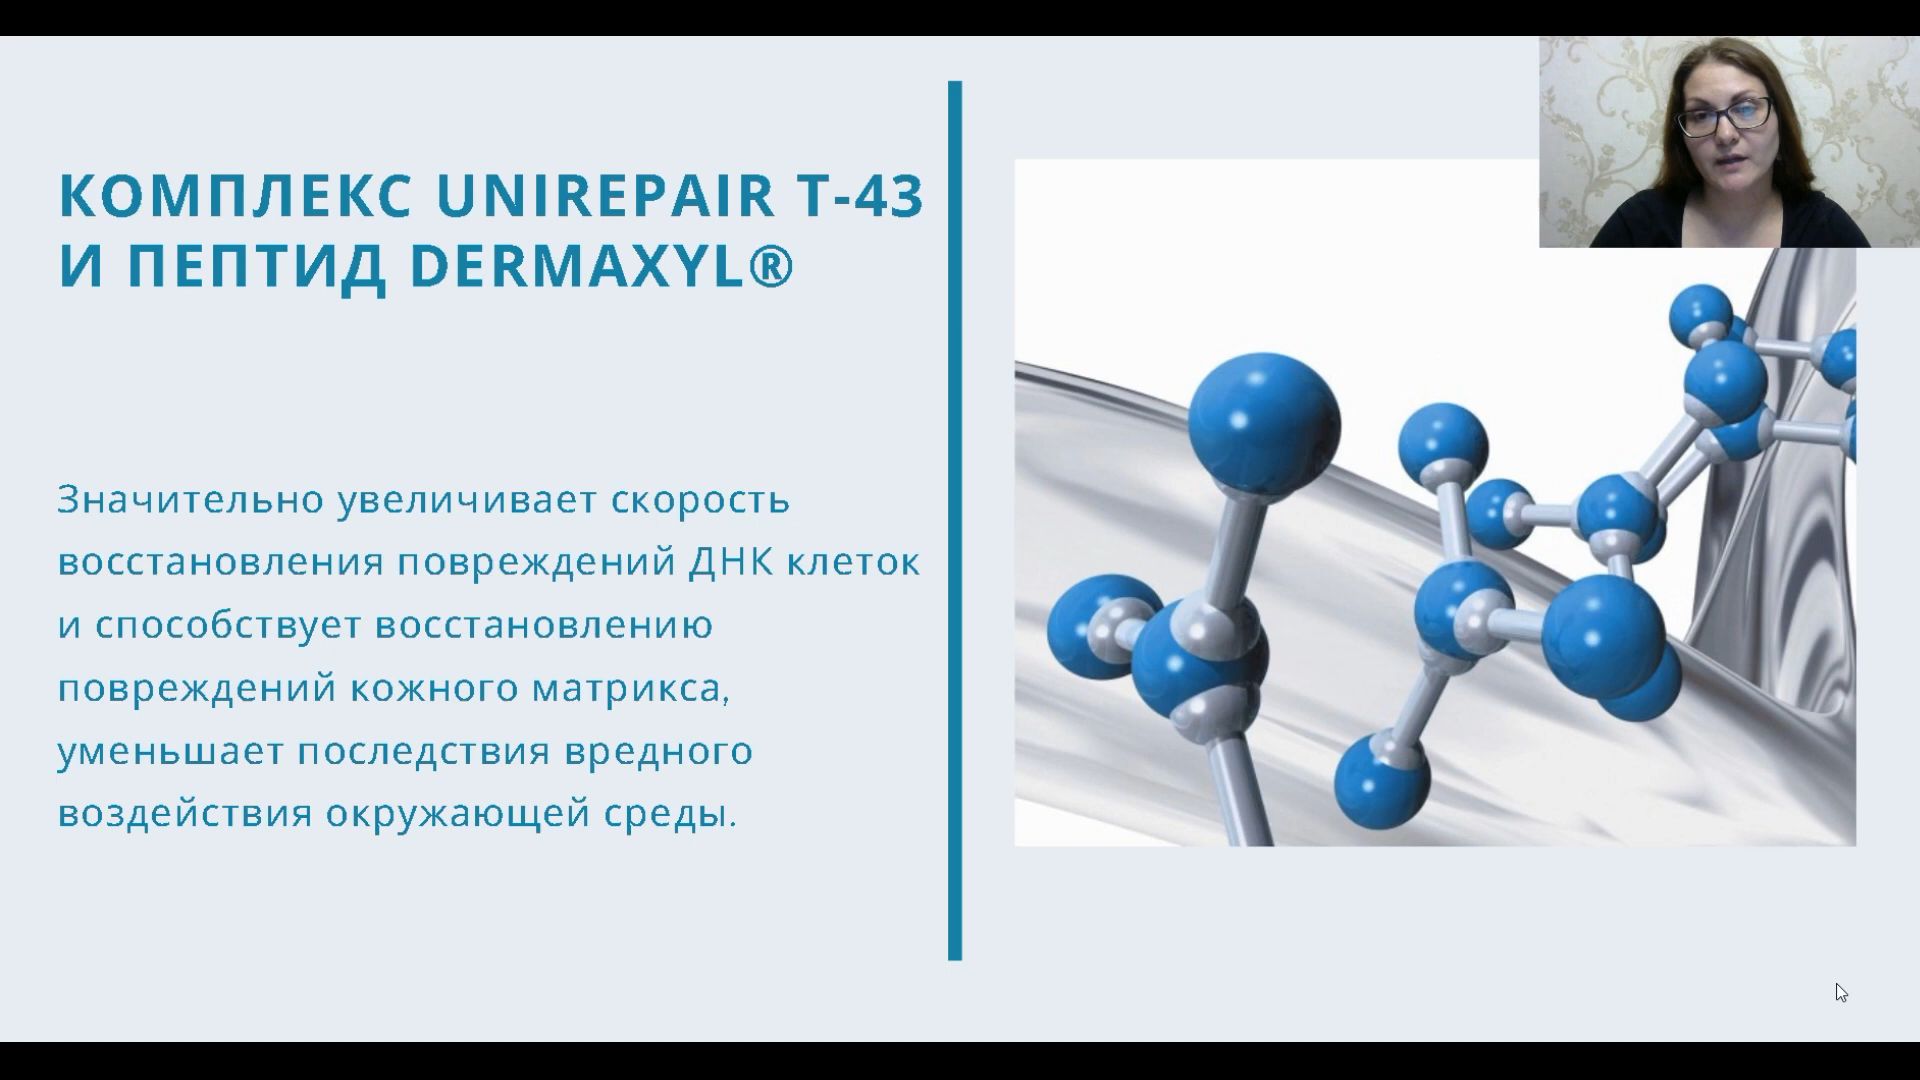 КОМПЛЕКС UNIREPAIR T-43
И ПЕПТИД DERMAXYL®
Значительно увеличивает скорость
восстановления повреждений ДНК клеток
и способствует восстановлению
повреждений кожного матрикса,
уменьшает последствия вредного
воздействия окружающей среды.